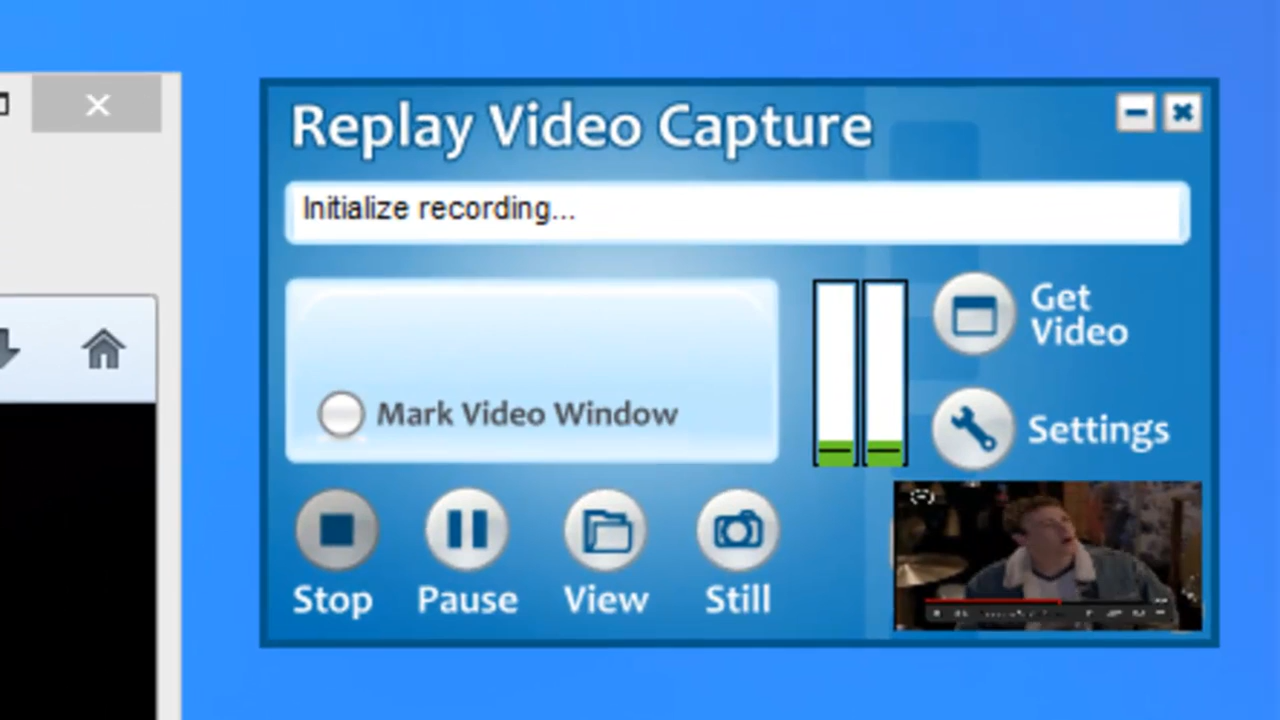 Replay Video Capture
Initialize recording...
Get
Video
Mark Video Window
Settings
Stop
Pause
View
Still